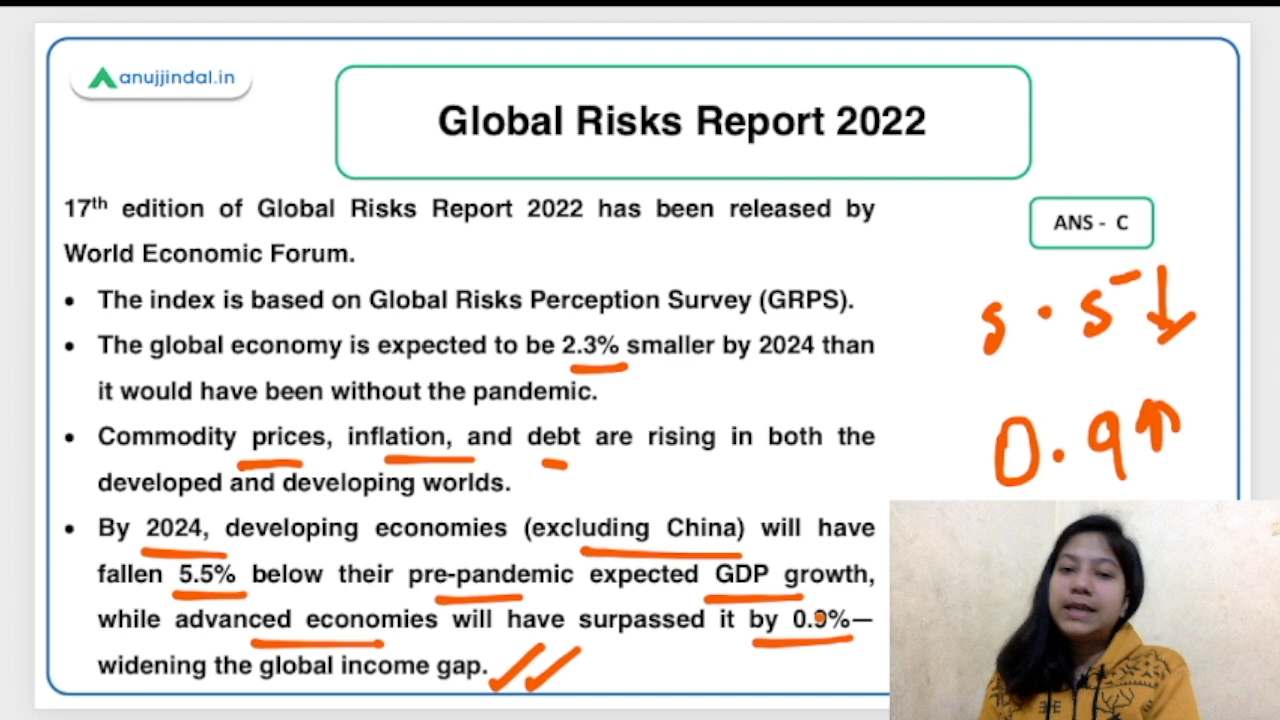 anujjindal.in
Global Risks Report 2022
17th edition of Global Risks Report 2022 has been released by
World Economic Forum.
ANS - C
• The index is based on Global Risks Perception Survey (GRPS).
5.5 ↓
• The global economy is expected to be 2.3% smaller by 2024 than
it would have been without the pandemic.
• Commodity prices, inflation, and debt are rising in both the
0.9 ↑
developed and developing worlds.
• By 2024, developing economies (excluding China) will have
fallen 5.5% below their pre-pandemic expected GDP growth,
while advanced economies will have surpassed it by 0.9%—
widening the global income gap.